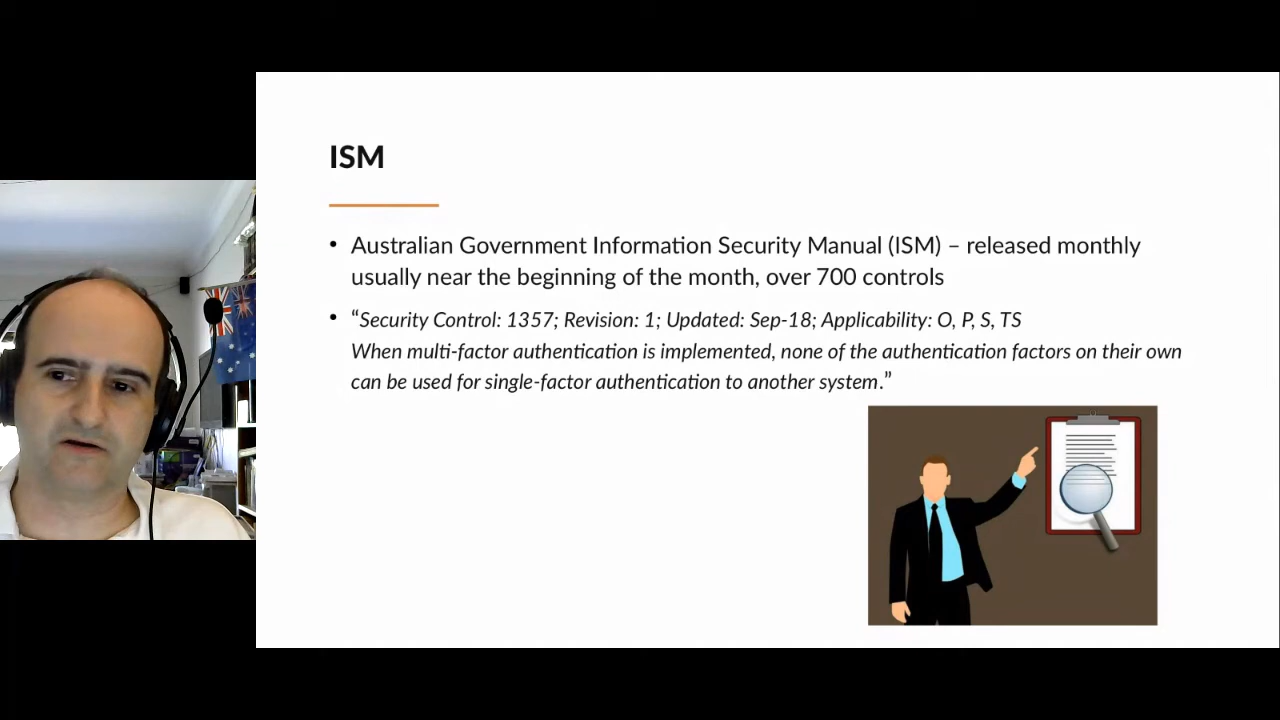 ISM
• Australian Government Information Security Manual (ISM) – released monthly
usually near the beginning of the month, over 700 controls
• “Security Control: 1357; Revision: 1; Updated: Sep-18; Applicability: O, P, S, TS
When multi-factor authentication is implemented, none of the authentication factors on their own
can be used for single-factor authentication to another system.”